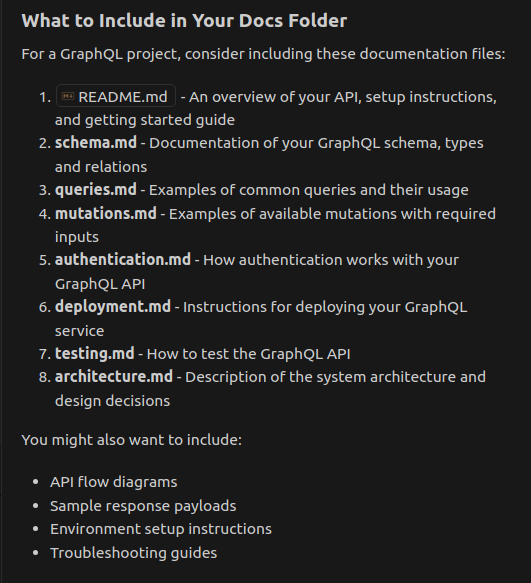 What to Include in Your Docs Folder
For a GraphQL project, consider including these documentation files:
1. README.md - An overview of your API, setup instructions,
and getting started guide
2. schema.md - Documentation of your GraphQL schema, types
and relations
3. queries.md - Examples of common queries and their usage
4. mutations.md - Examples of available mutations with required
inputs
5. authentication.md - How authentication works with your
GraphQL API
6. deployment.md - Instructions for deploying your GraphQL
service
7. testing.md - How to test the GraphQL API
8. architecture.md - Description of the system architecture and
design decisions
You might also want to include:
• API flow diagrams
• Sample response payloads
• Environment setup instructions
• Troubleshooting guides